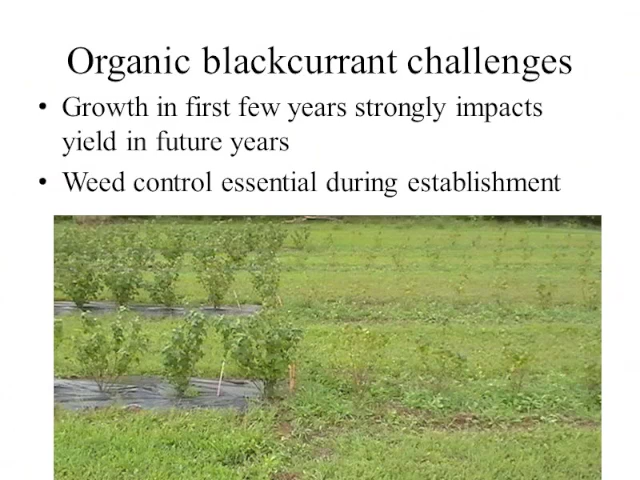 Organic blackcurrant challenges
• Growth in first few years strongly impacts
yield in future years
• Weed control essential during establishment